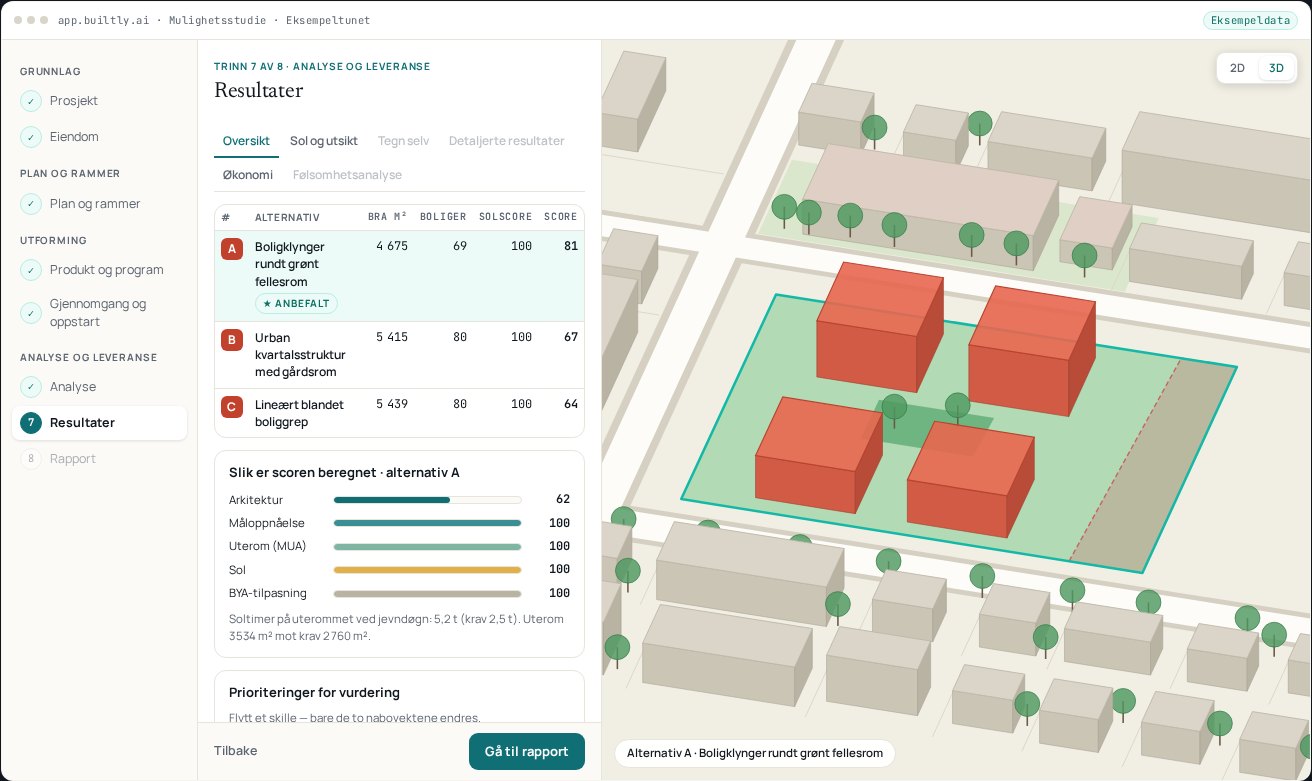 app.builtly.ai · Mulighetsstudie · Eksempeltunet
Eksempeldata
GRUNNLAG
✓ Prosjekt
✓ Eiendom
PLAN OG RAMMER
✓ Plan og rammer
UTFORMING
✓ Produkt og program
✓ Gjennomgang og
oppstart
ANALYSE OG LEVERANSE
✓ Analyse
7 Resultater
8 Rapport
TRINN 7 AV 8 · ANALYSE OG LEVERANSE
Resultater
Oversikt Sol og utsikt Tegn selv Detaljerte resultater
Økonomi Følsomhetsanalyse
# ALTERNATIV BRA M² BOLIGER SOLSCORE SCORE
A Boligklynger 4 675 69 100 81
rundt grønt
fellesrom
★ ANBEFALT
B Urban 5 415 80 100 67
kvartalsstruktur
med gårdsrom
C Lineært blandet 5 439 80 100 64
boliggrep
Slik er scoren beregnet · alternativ A
Arkitektur 62
Måloppnåelse 100
Uterom (MUA) 100
Sol 100
BYA-tilpasning 100
Soltimer på uterommet ved jevndøgn: 5,2 t (krav 2,5 t). Uterom
3534 m² mot krav 2760 m².
Prioriteringer for vurdering
Flytt et skille — bare de to nabovektene endres.
Tilbake
Gå til rapport
2D 3D
Alternativ A · Boligklynger rundt grønt fellesrom